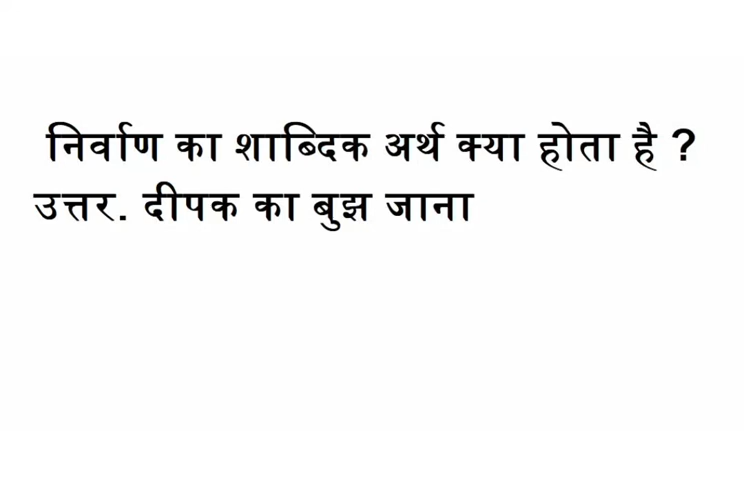 निर्वाण का शाब्दिक अर्थ क्या होता है ?
उत्तर. दीपक का बुझ जाना